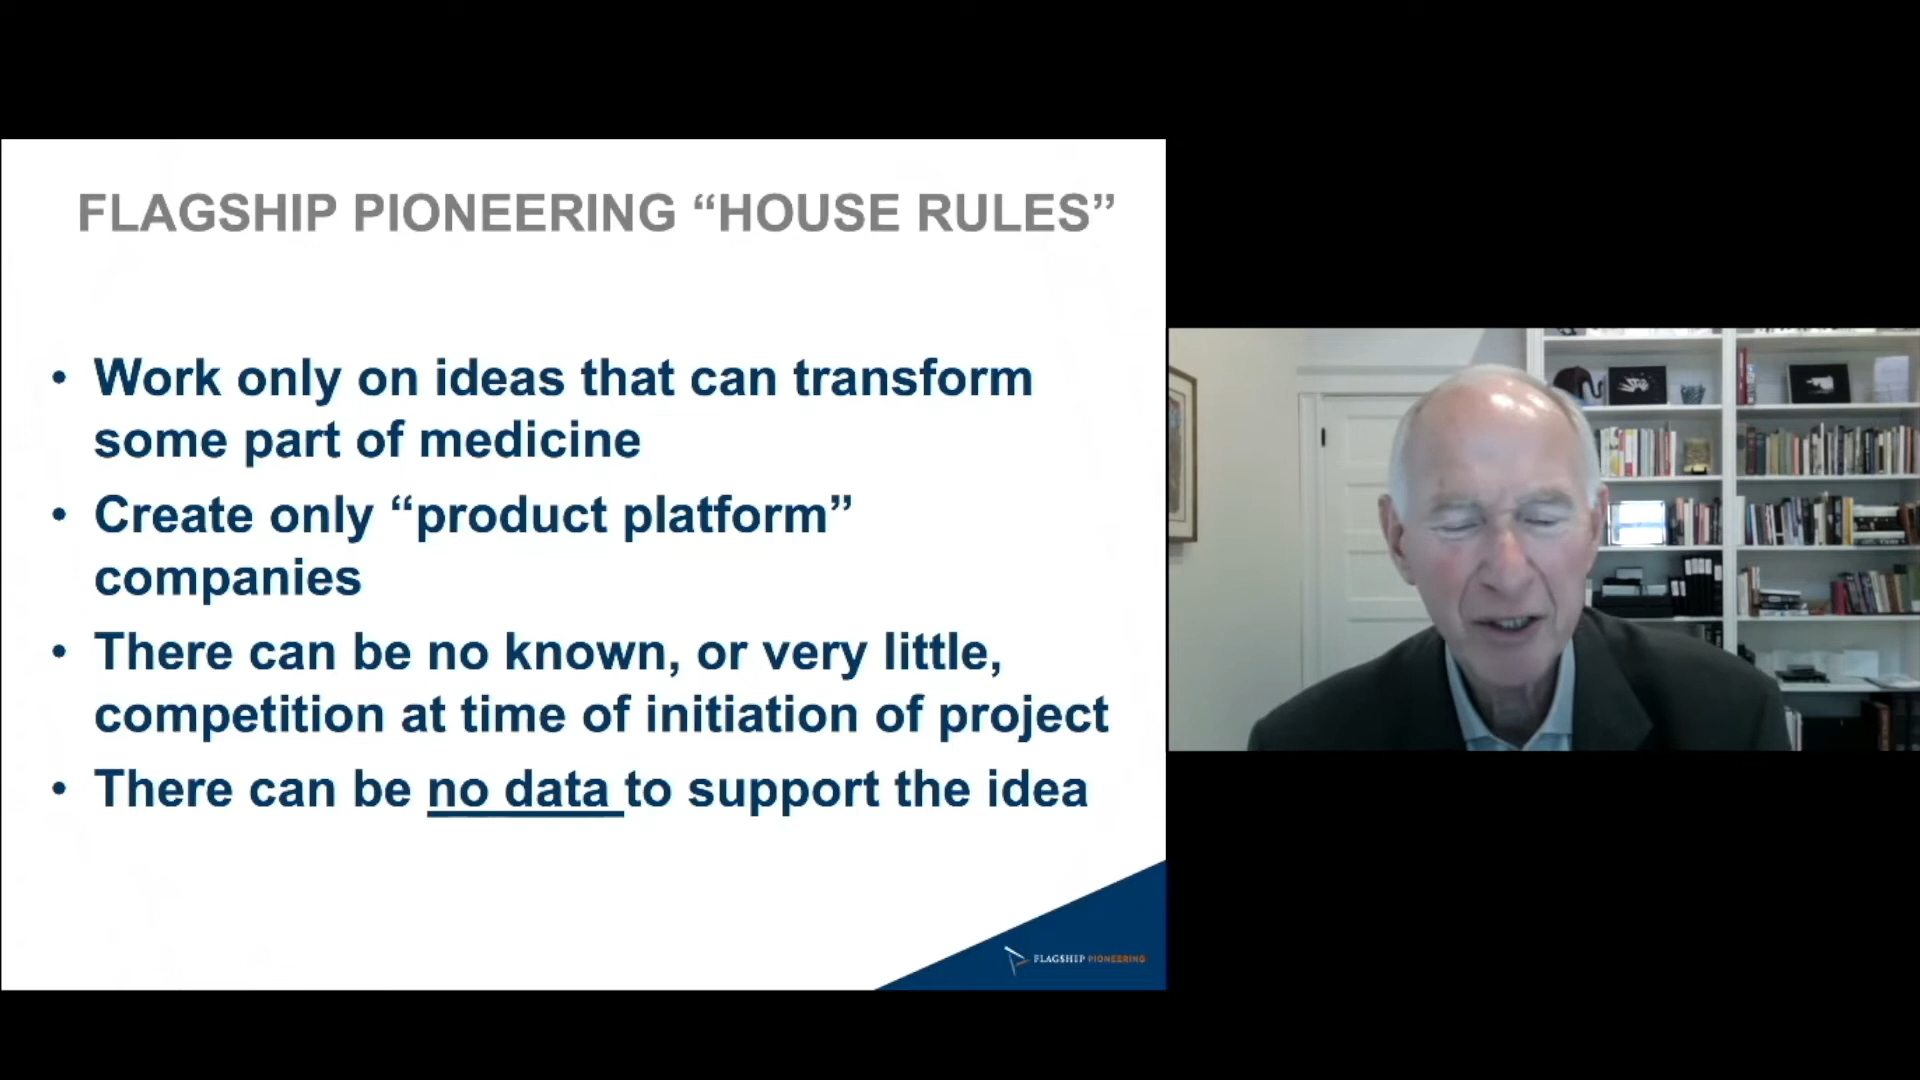 FLAGSHIP PIONEERING “HOUSE RULES”
• Work only on ideas that can transform
some part of medicine
• Create only “product platform”
companies
• There can be no known, or very little,
competition at time of initiation of project
• There can be no data to support the idea
FLAGSHIP PIONEERING